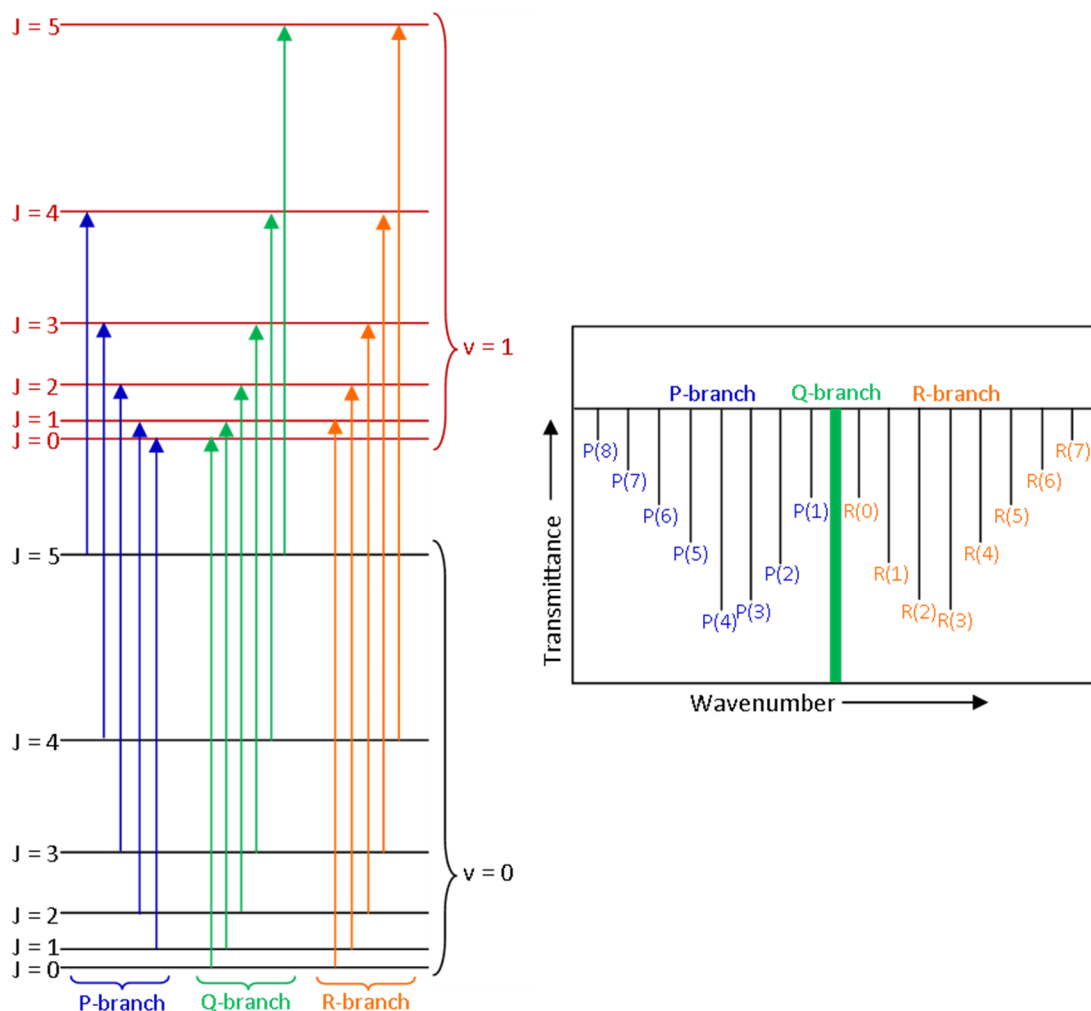 J = 5
J = 4
J = 3
J = 2
J = 1
J = 0
v = 1
J = 5
J = 4
J = 3
J = 2
J = 1
J = 0
v = 0
P-branch
Q-branch
R-branch
P-branch
Q-branch
R-branch
P(8)
P(7)
P(6)
P(5)
P(4)
P(3)
P(2)
P(1)
R(0)
R(1)
R(2)
R(3)
R(4)
R(5)
R(6)
R(7)
Transmittance
Wavenumber